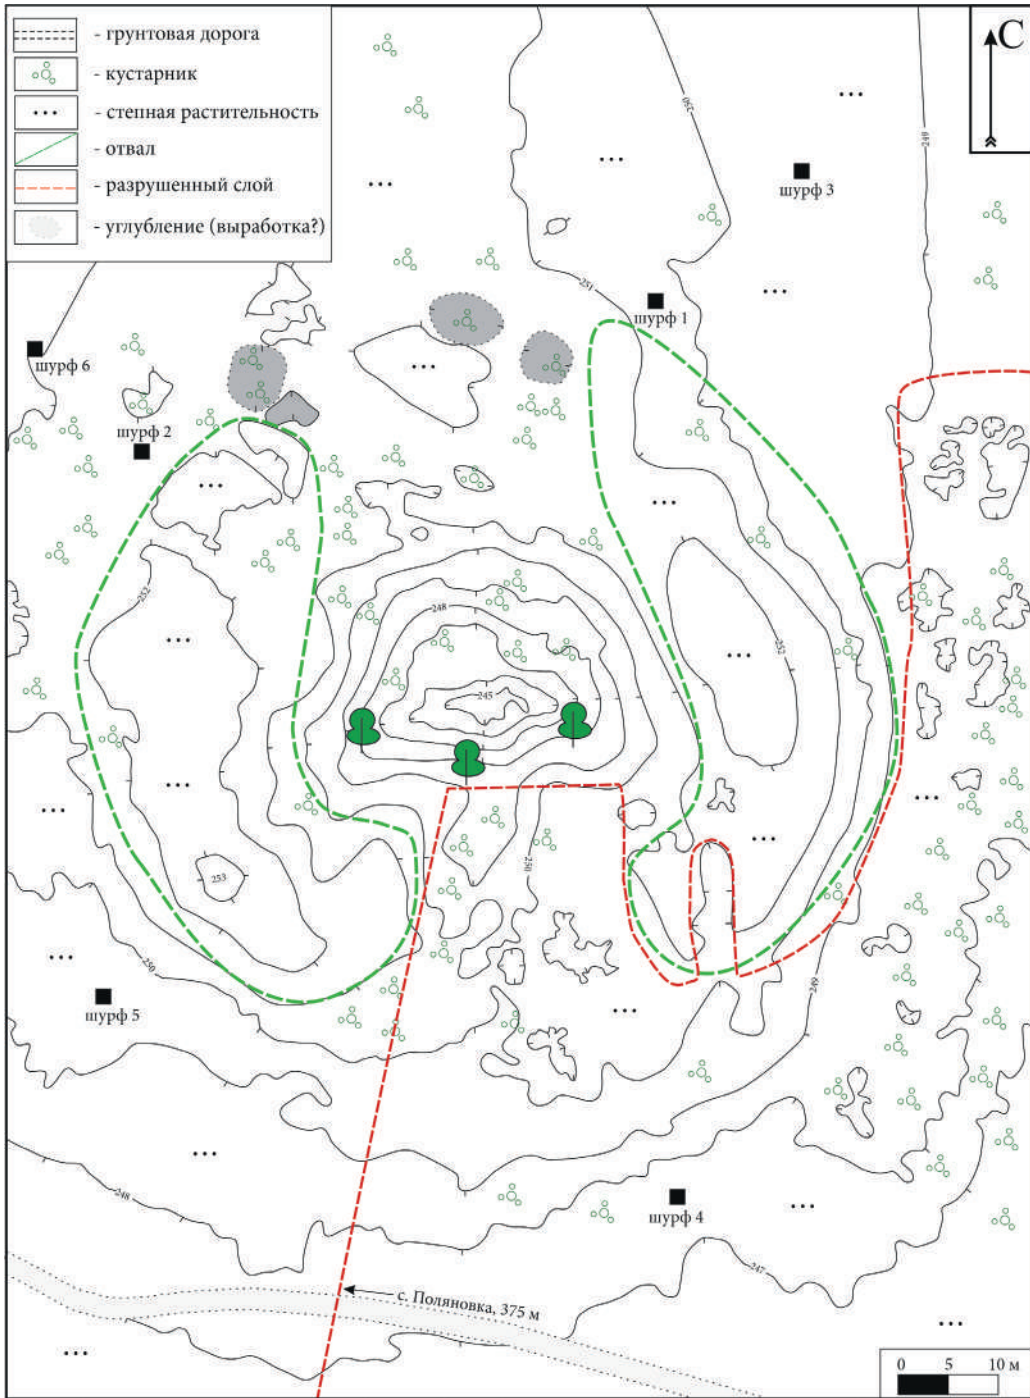 - грунтовая дорога
- кустарник
- степная растительность
- отвал
- разрушенный слой
- углубление (выработка?)
С
350
249
шурф 3
251
шурф 1
шурф 6
шурф 2
252
248
252
245
253
250
250
249
шурф 5
248
шурф 4
247
с. Поляновка, 375 м
0 5 10 м